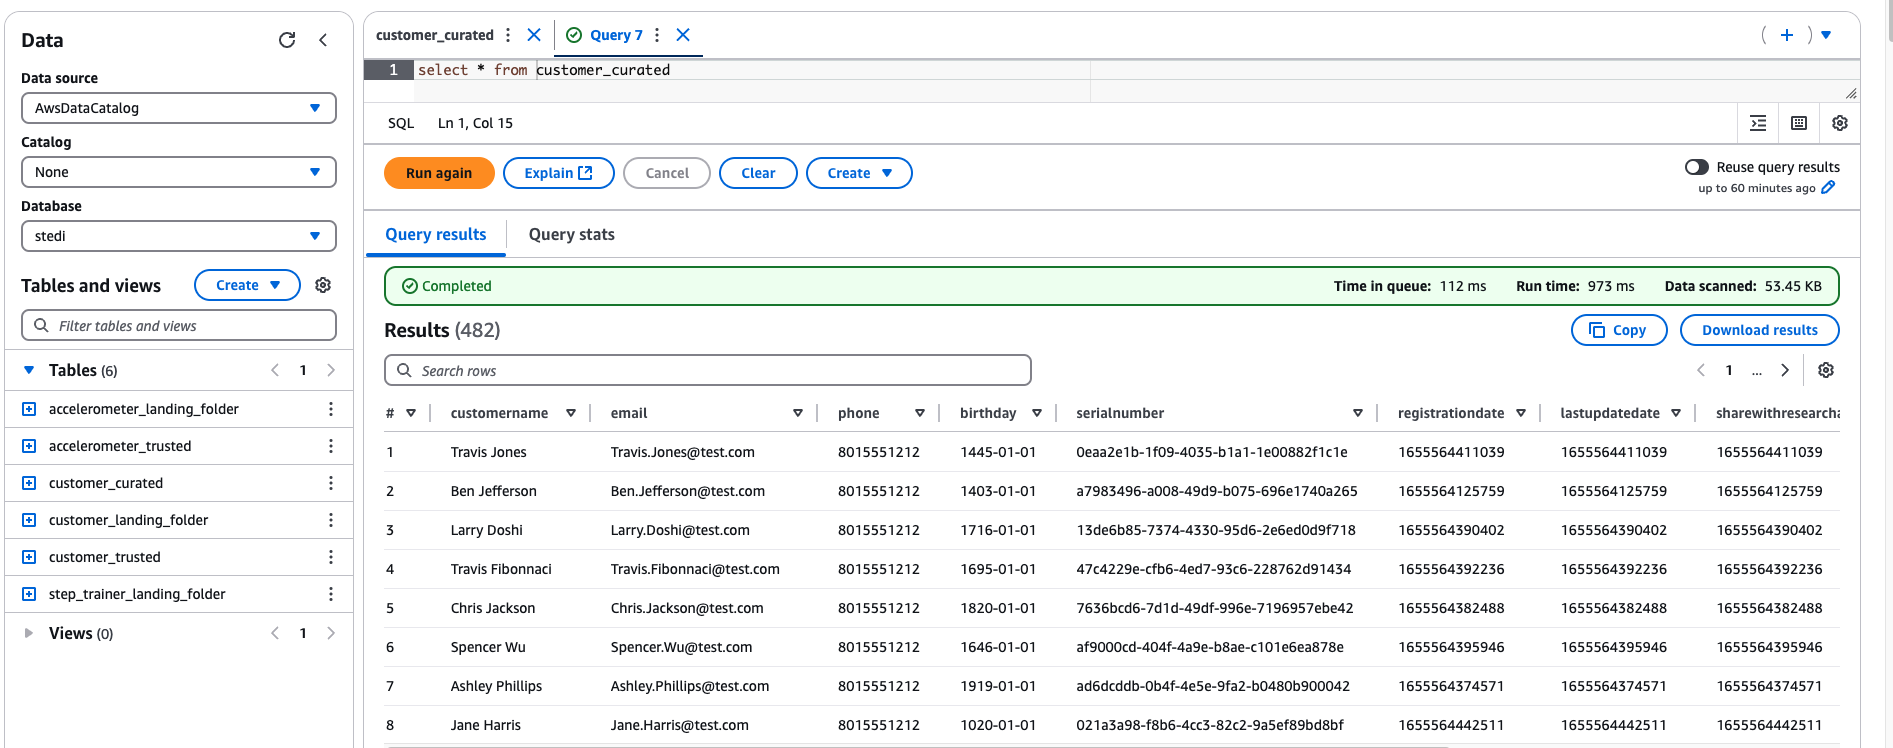 Data
Data source
AwsDataCatalog
Catalog
None
Database
stedi
Tables and views
Create
Filter tables and views
Tables (6)
1
accelerometer_landing_folder
accelerometer_trusted
customer_curated
customer_landing_folder
customer_trusted
step_trainer_landing_folder
Views (0)
1
customer_curated
Query 7
1 select * from customer_curated
SQL Ln 1, Col 15
Run again Explain Cancel Clear Create
Reuse query results
up to 60 minutes ago
Query results Query stats
Completed Time in queue: 112 ms Run time: 973 ms Data scanned: 53.45 KB
Results (482) Copy Download results
Search rows 1 ...
# customername email phone birthday serialnumber registrationdate lastupdatedate sharewithresearcha
1 Travis Jones Travis.Jones@test.com 8015551212 1445-01-01 0eaa2e1b-1f09-4035-b1a1-1e00882f1c1e 1655564411039 1655564411039 1655564411039
2 Ben Jefferson Ben.Jefferson@test.com 8015551212 1403-01-01 a7983496-a008-49d9-b075-696e1740a265 1655564125759 1655564125759 1655564125759
3 Larry Doshi Larry.Doshi@test.com 8015551212 1716-01-01 13de6b85-7374-4330-95d6-2e6ed0d9f718 1655564390402 1655564390402 1655564390402
4 Travis Fibonnaci Travis.Fibonnaci@test.com 8015551212 1695-01-01 47c4229e-cfb6-4ed7-93c6-228762d91434 1655564392236 1655564392236 1655564392236
5 Chris Jackson Chris.Jackson@test.com 8015551212 1820-01-01 7636bcd6-7d1d-49df-996e-7196957ebe42 1655564382488 1655564382488 1655564382488
6 Spencer Wu Spencer.Wu@test.com 8015551212 1646-01-01 af9000cd-404f-4a9e-b8ae-c101e6ea878e 1655564395946 1655564395946 1655564395946
7 Ashley Phillips Ashley.Phillips@test.com 8015551212 1919-01-01 ad6dcddb-0b4f-4e5e-9fa2-b0480b900042 1655564374571 1655564374571 1655564374571
8 Jane Harris Jane.Harris@test.com 8015551212 1020-01-01 021a3a98-f8b6-4cc3-82c2-9a5ef89bd8bf 1655564442511 1655564442511 1655564442511